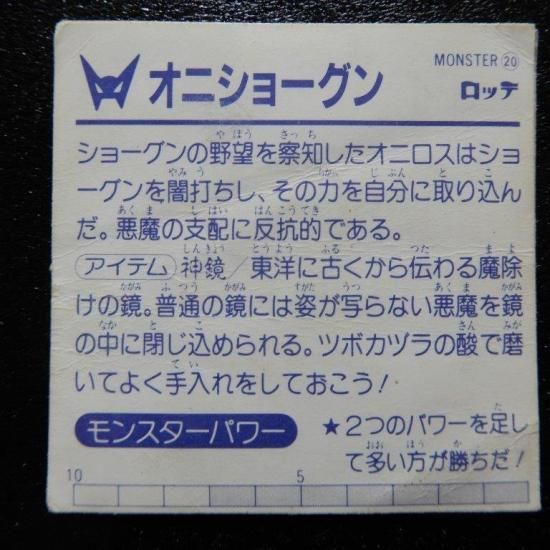 MONSTER 20
オニショーグン ロッテ
ショーグンの野望を察知したオニロスはショ
ーグンを闇打ちし、その力を自分に取り込ん
だ。悪魔の支配に反抗的である。
アイテム 神鏡/東洋に古くから伝わる魔除
けの鏡。普通の鏡には姿が写らない悪魔を鏡
の中に閉じ込められる。ツボカヅラの酸で磨
いてよく手入れをしておこう!
モンスターパワー ★2つのパワーを足し
て多い方が勝ちだ!
10 5